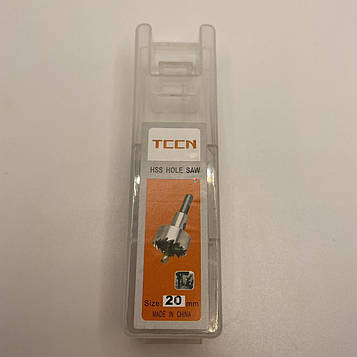 TCCN
HSS HOLE SAW
Size: 20 mm
MADE IN CHINA